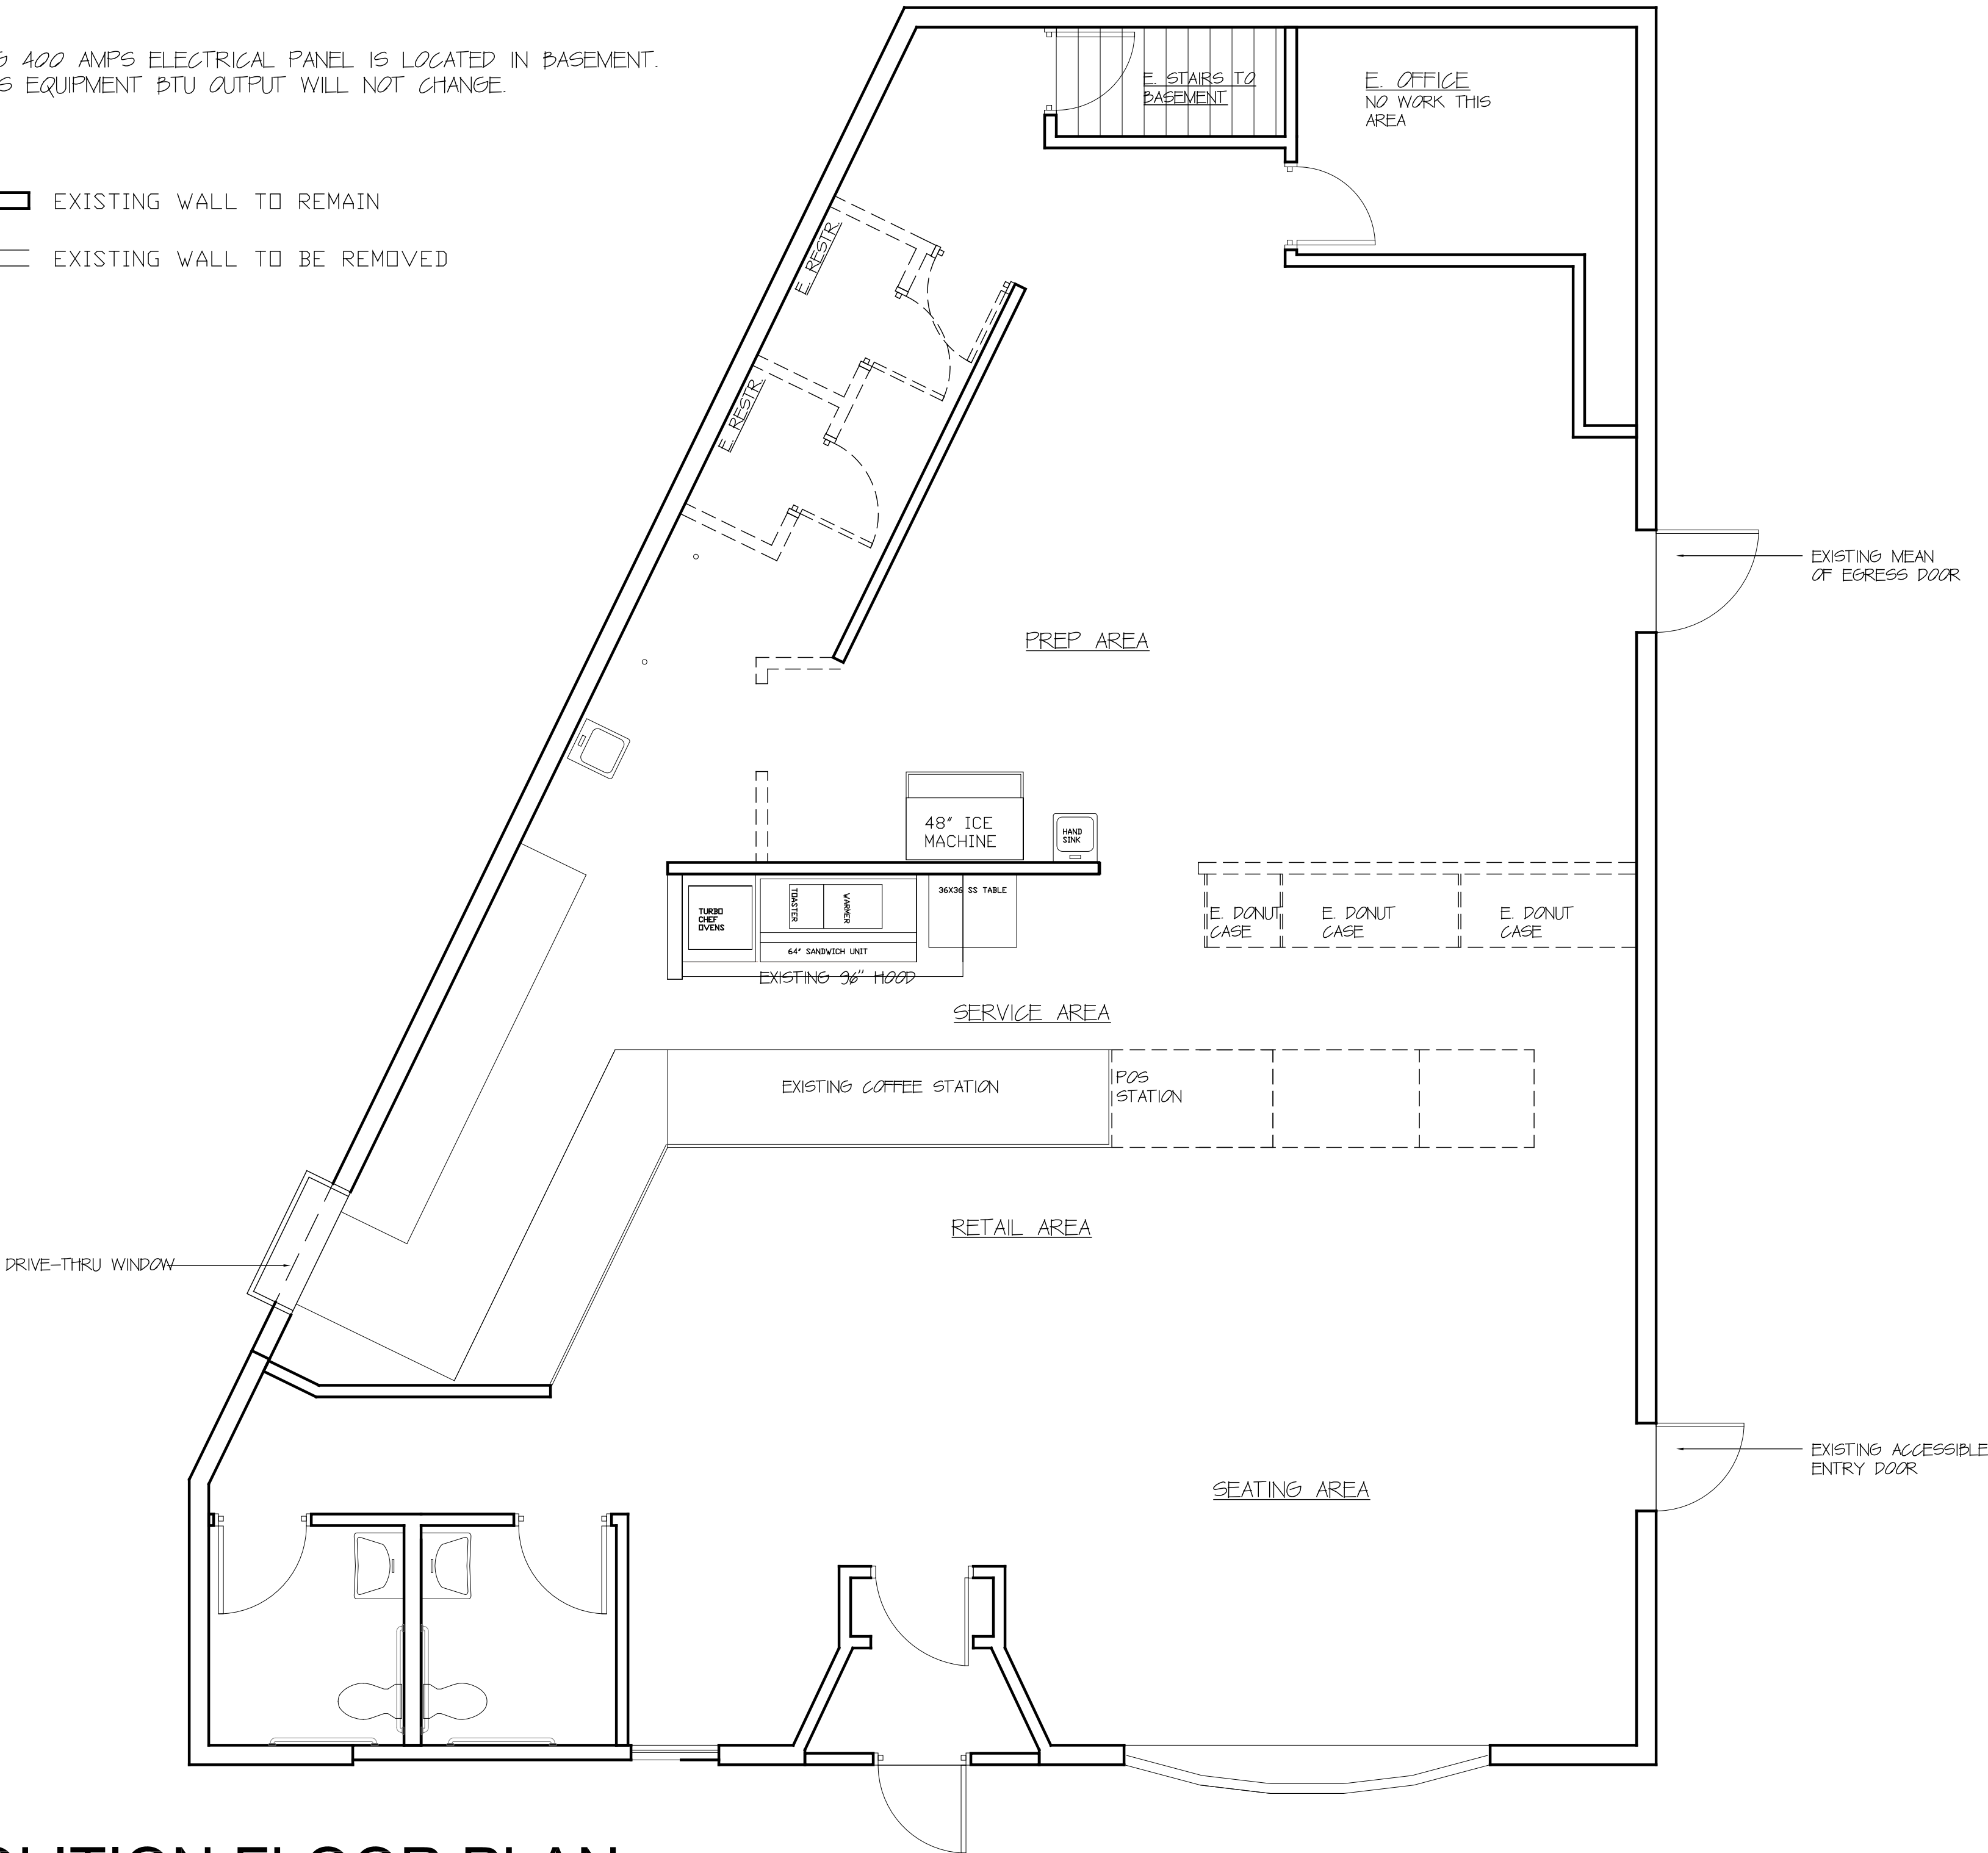 400 AMPS ELECTRICAL PANEL IS LOCATED IN BASEMENT.
EQUIPMENT BTU OUTPUT WILL NOT CHANGE.
EXISTING WALL TO REMAIN
EXISTING WALL TO BE REMOVED
E. STAIRS TO
BASEMENT
E. OFFICE
NO WORK THIS
AREA
E. RESTR.
E. RESTR.
EXISTING MEAN
OF EGRESS DOOR
PREP AREA
48" ICE
MACHINE
HAND
SINK
TURBO
CHEF
OVENS
TOASTER
WARMER
36X36 SS TABLE
64" SANDWICH UNIT
EXISTING 96" HOOD
E. DONUT
CASE
E. DONUT
CASE
E. DONUT
CASE
SERVICE AREA
EXISTING COFFEE STATION
POS
STATION
RETAIL AREA
DRIVE-THRU WINDOW
EXISTING ACCESSIBLE
ENTRY DOOR
SEATING AREA
FLOOR PLAN